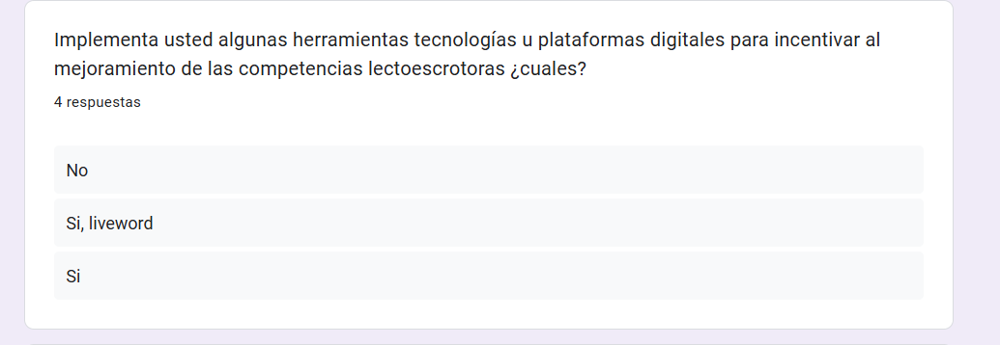 Implementa usted algunas herramientas tecnologías u plataformas digitales para incentivar al
mejoramiento de las competencias lectoescrotoras ¿cuales?
4 respuestas
No
Si, liveword
Si